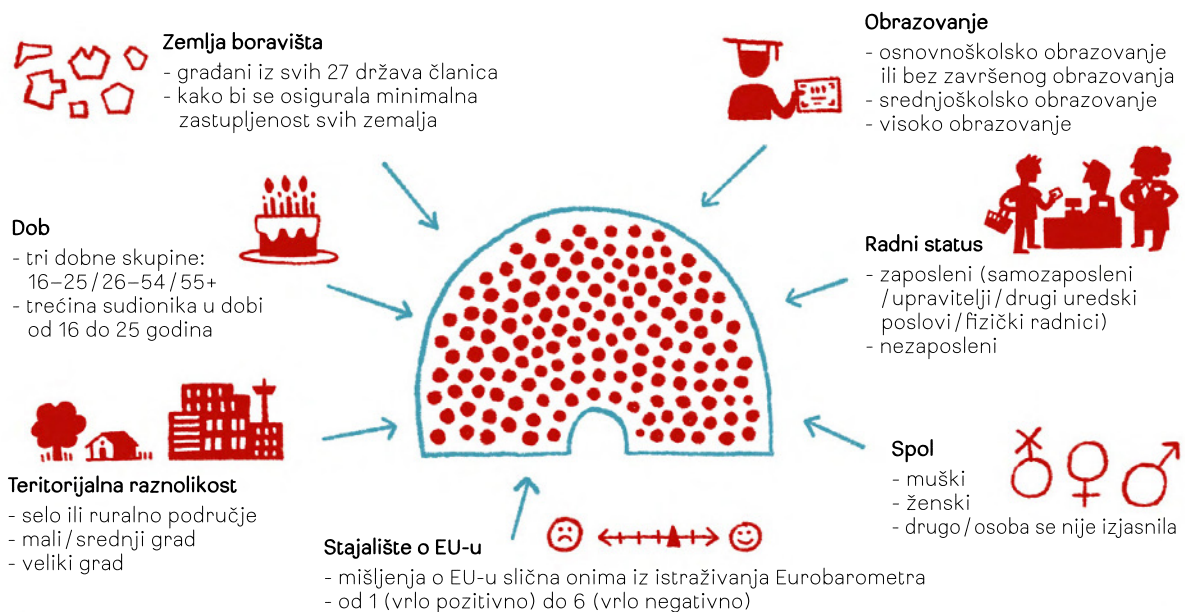 Zemlja boravišta
- građani iz svih 27 država članica
- kako bi se osigurala minimalna
zastupljenost svih zemalja
Obrazovanje
- osnovnoškolsko obrazovanje
ili bez završenog obrazovanja
- srednjoškolsko obrazovanje
- visoko obrazovanje
Dob
- tri dobne skupine:
16–25/26–54/55+
- trećina sudionika u dobi
od 16 do 25 godina
Radni status
- zaposleni (samozaposleni
/upravitelji/drugi uredski
poslovi/fizički radnici)
- nezaposleni
Teritorijalna raznolikost
- selo ili ruralno područje
- mali/srednji grad
- veliki grad
Spol
- muški
- ženski
- drugo/osoba se nije izjasnila
Stajalište o EU-u
- mišljenja o EU-u slična onima iz istraživanja Eurobarometra
- od 1 (vrlo pozitivno) do 6 (vrlo negativno)